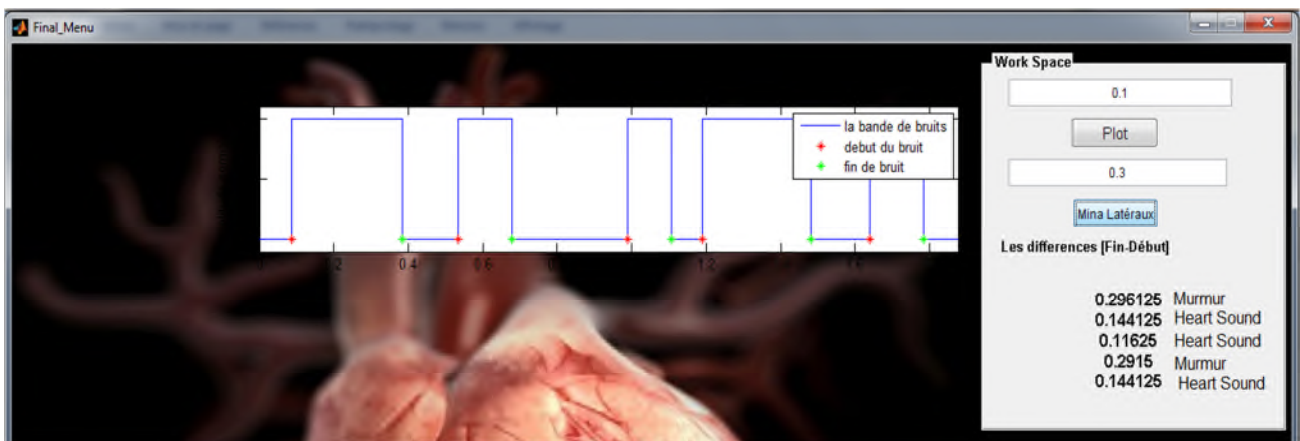 Final_Menu
la bande de bruits
debut du bruit
fin de bruit
0.2
0.4
0.6
1.2
Work Space
0.1
Plot
0.3
Mina Latéraux
Les differences [Fin-Début]
0.296125 Murmur
0.144125 Heart Sound
0.11625 Heart Sound
0.2915 Murmur
0.144125 Heart Sound